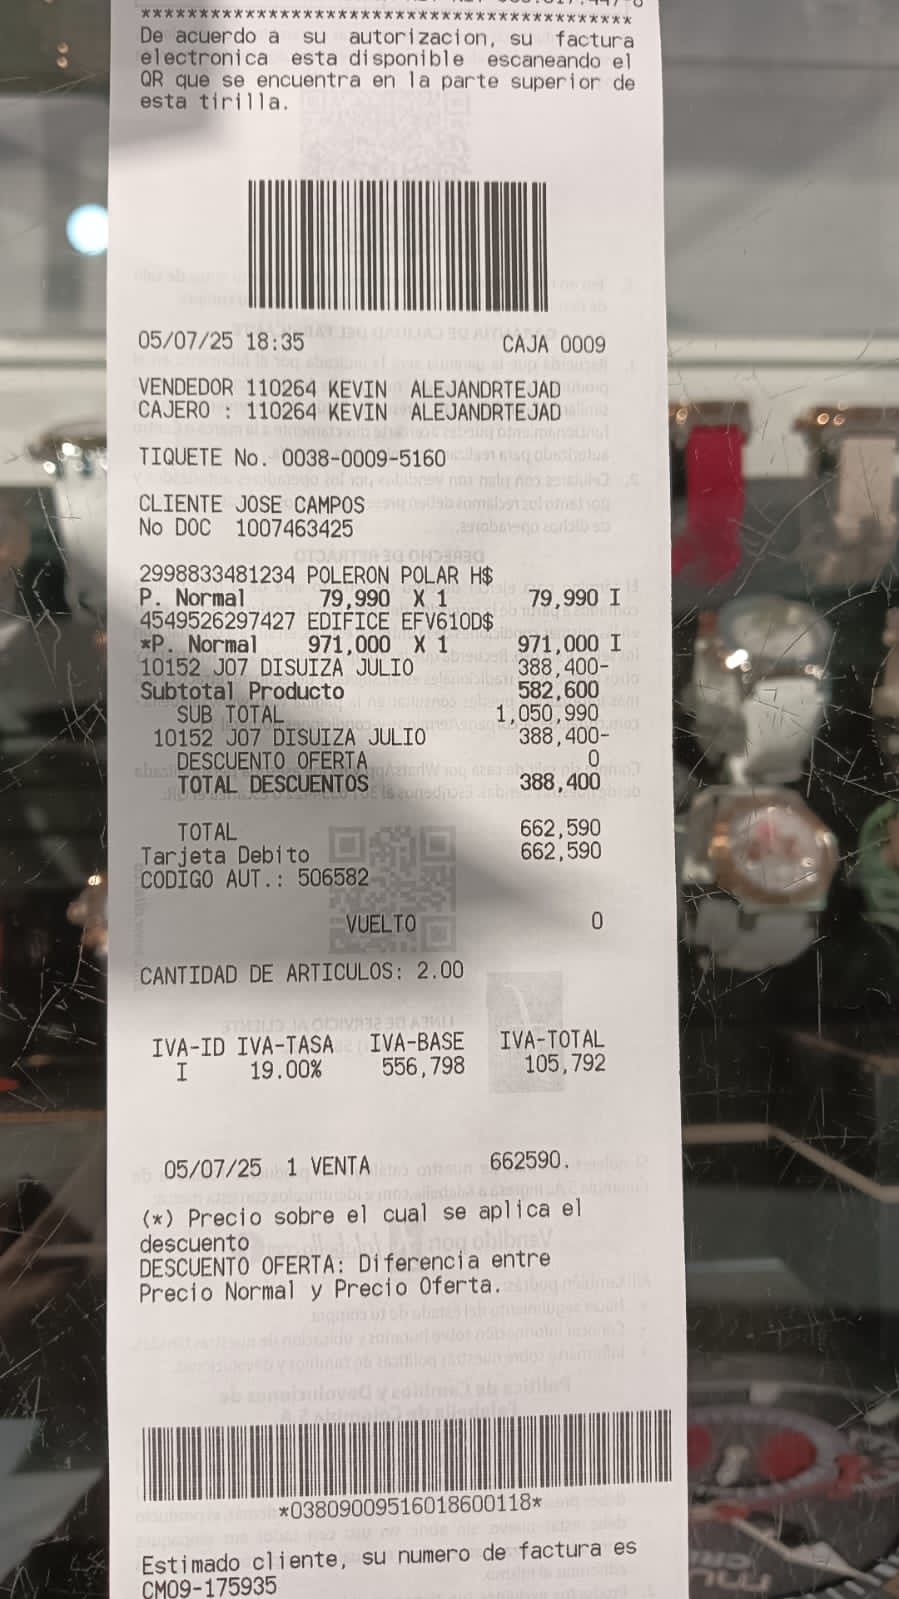 ******************************************
De acuerdo a su autorizacion, su factura
electronica esta disponible escaneando el
QR que se encuentra en la parte superior de
esta tirilla.
05/07/25 18:35 CAJA 0009
VENDEDOR 110264 KEVIN ALEJANDRTEJAD
CAJERO : 110264 KEVIN ALEJANDRTEJAD
TIQUETE No. 0038-0009-5160
CLIENTE JOSE CAMPOS
No DOC 1007463425
2998833481234 POLERON POLAR H$
P. Normal 79,990 X 1 79,990 I
4549526297427 EDIFICE EFV610D$
*P. Normal 971,000 X 1 971,000 I
10152 J07 DISUIZA JULIO 388,400-
Subtotal Producto 582,600
SUB TOTAL 1,050,990
10152 J07 DISUIZA JULIO 388,400-
DESCUENTO OFERTA 0
TOTAL DESCUENTOS 388,400
TOTAL 662,590
Tarjeta Debito 662,590
CODIGO AUT.: 506582
VUELTO 0
CANTIDAD DE ARTICULOS: 2.00
IVA-ID IVA-TASA IVA-BASE IVA-TOTAL
I 19.00% 556,798 105,792
05/07/25 1 VENTA 662590.
(*) Precio sobre el cual se aplica el
descuento
DESCUENTO OFERTA: Diferencia entre
Precio Normal y Precio Oferta.
*03809009516018600118*
Estimado cliente, su numero de factura es
CM09-175935